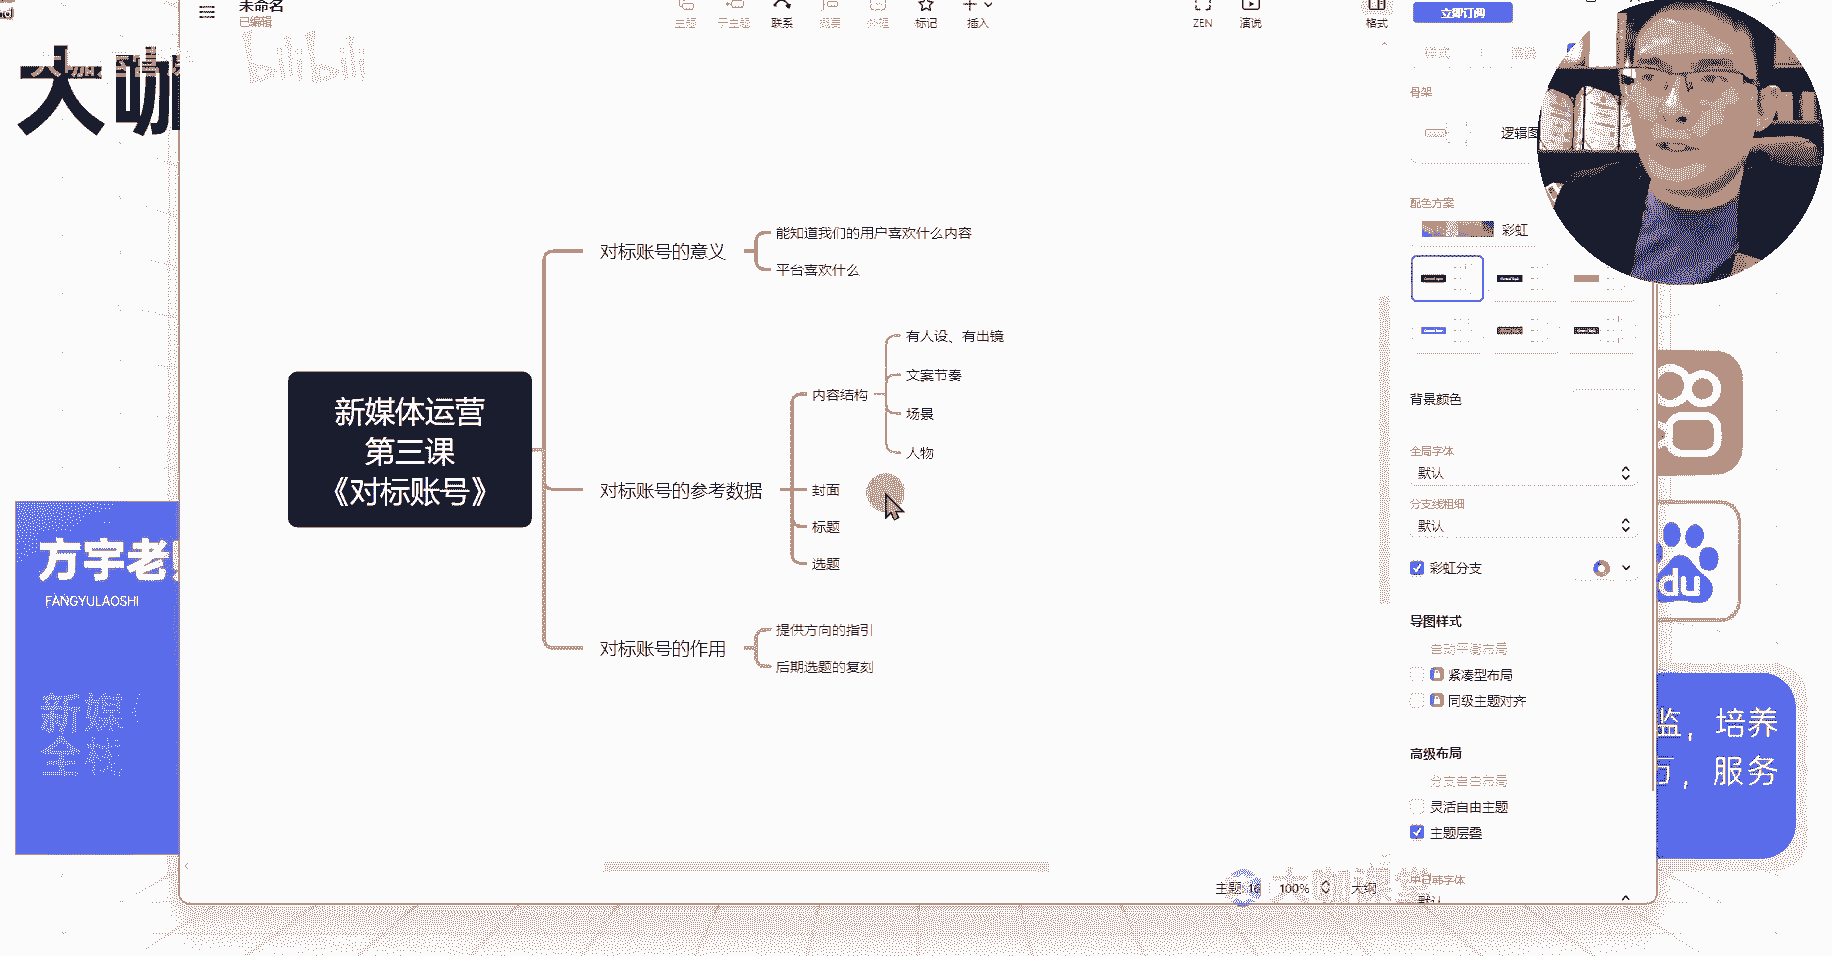 未命名
已编辑
主题
子主题
联系
概要
外框
标记
插入
ZEN
演说
格式
立即订阅
bilibili
大咖
样式
骨架
逻辑图
配色方案
彩虹
对标账号的意义
能知道我们的用户喜欢什么内容
平台喜欢什么
有人设、有出镜
文案节奏
内容结构
场景
人物
新媒体运营
第三课
《对标账号》
对标账号的参考数据
封面
标题
选题
对标账号的作用
提供方向的指引
后期选题的复刻
背景颜色
全局字体
默认
分支线粗细
默认
彩虹分支
导图样式
自动平衡布局
紧凑型布局
同级主题对齐
高级布局
分支自由布局
灵活自由主题
主题层叠
中日韩字体
默认
方宇老
FANGYULAOSHI
新媒
全栈
du
监，培养
万，服务
主题: 16
100%
大纲
大咖课堂